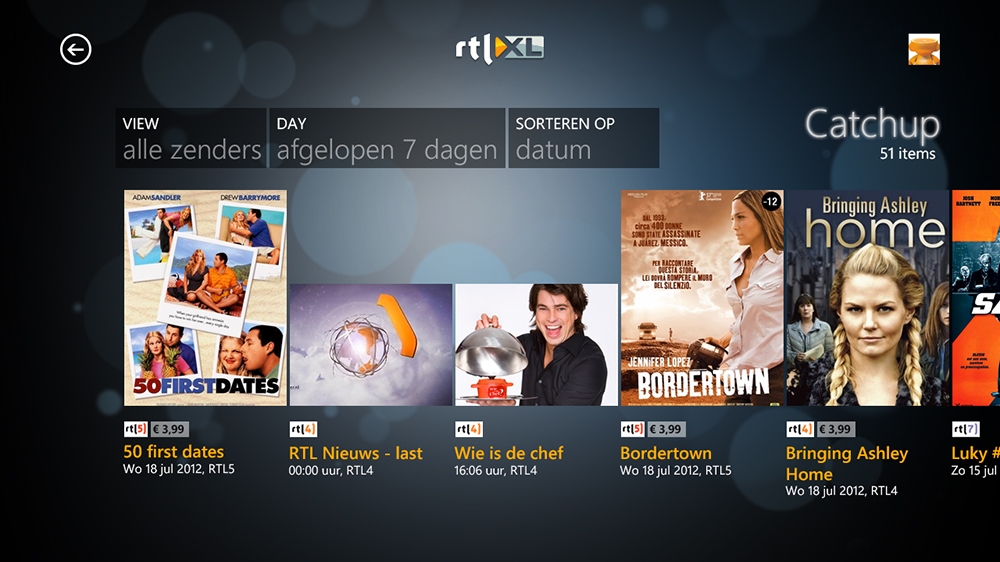 rtl XL
VIEW
alle zenders
DAY
afgelopen 7 dagen
SORTEREN OP
datum
Catchup
51 items
ADAM SANDLER
DREW BARRYMORE
50 FIRST DATES
rtl 5 € 3,99
50 first dates
Wo 18 jul 2012, RTL5
rtl 4
RTL Nieuws - last
00:00 uur, RTL4
rtl 4
Wie is de chef
16:06 uur, RTL4
-12
DAL 1993,
circa 400 DONNE
SONO STATE ASSASSINATE
A JUAREZ, MESSICO.
PER RACCONTARE
QUESTA STORIA,
LEI DOVRÀ ROMPERE IL MURO
DEL SILENZIO.
JENNIFER LOPEZ
BORDERTOWN
rtl 5 € 3,99
Bordertown
Wo 18 jul 2012, RTL5
Bringing Ashley
home
rtl 4 € 3,99
Bringing Ashley
Home
Wo 18 jul 2012, RTL4
JOSH
HARTNETT
rtl 7
Luky #
Zo 15 jul